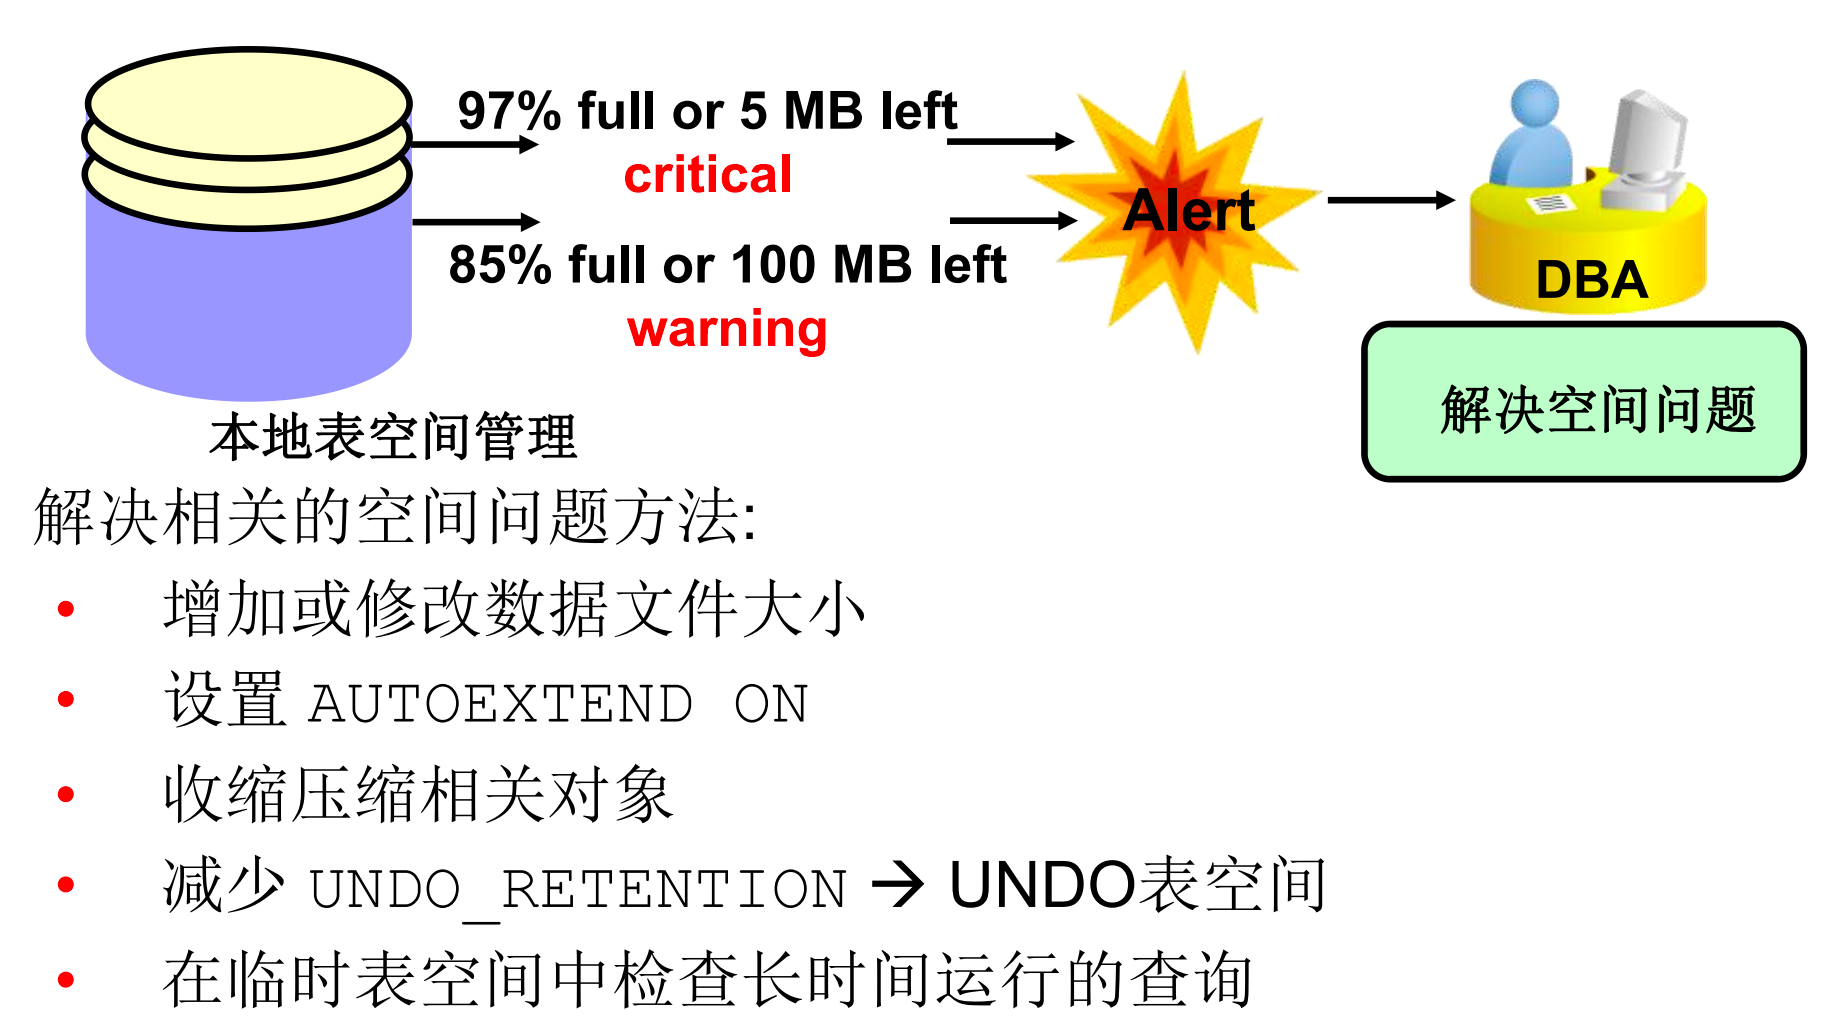 97% full or 5 MB left
critical
Alert
85% full or 100 MB left
warning
DBA
解决空间问题
本地表空间管理
解决相关的空间问题方法:
• 增加或修改数据文件大小
• 设置 AUTOEXTEND ON
• 收缩压缩相关对象
• 减少 UNDO_RETENTION → UNDO表空间
• 在临时表空间中检查长时间运行的查询